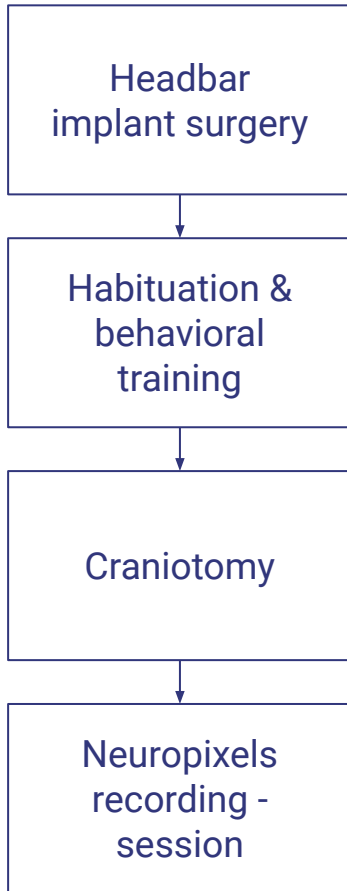 Headbar
implant surgery
Habituation &
behavioral
training
Craniotomy
Neuropixels
recording -
session